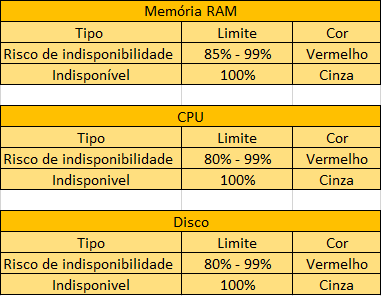 Memória RAM
Tipo Limite Cor
Risco de indisponibilidade 85% - 99% Vermelho
Indisponível 100% Cinza
CPU
Tipo Limite Cor
Risco de indisponibilidade 80% - 99% Vermelho
Indisponivel 100% Cinza
Disco
Tipo Limite Cor
Risco de indisponibilidade 80% - 99% Vermelho
Indisponivel 100% Cinza